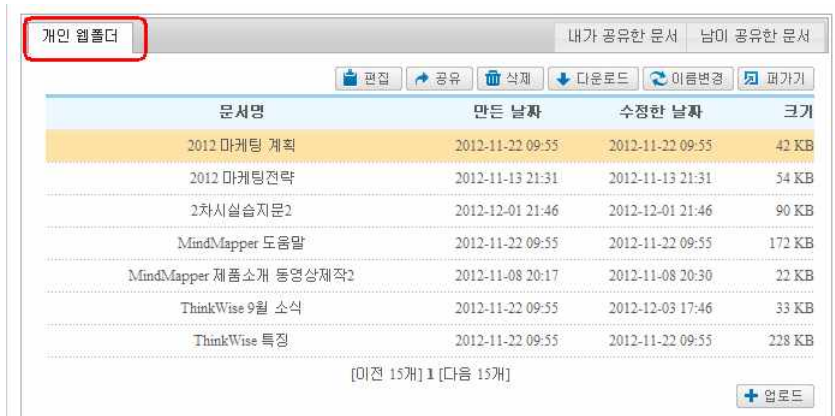 개인 웹폴더 내가 공유한 문서 남이 공유한 문서
편집 공유 삭제 다운로드 이름변경 퍼가기
문서명 만든 날짜 수정한 날짜 크기
2012 마케팅 계획 2012-11-22 09:55 2012-11-22 09:55 42 KB
2012 마케팅전략 2012-11-13 21:31 2012-11-13 21:31 54 KB
2차시실습지문2 2012-12-01 21:46 2012-12-01 21:46 90 KB
MindMapper 도움말 2012-11-22 09:55 2012-11-22 09:55 172 KB
MindMapper 제품소개 동영상제작2 2012-11-08 20:17 2012-11-08 20:30 22 KB
ThinkWise 9월 소식 2012-11-22 09:55 2012-12-03 17:46 33 KB
ThinkWise 특징 2012-11-22 09:55 2012-11-22 09:55 228 KB
[이전 15개] 1 [다음 15개]
업로드